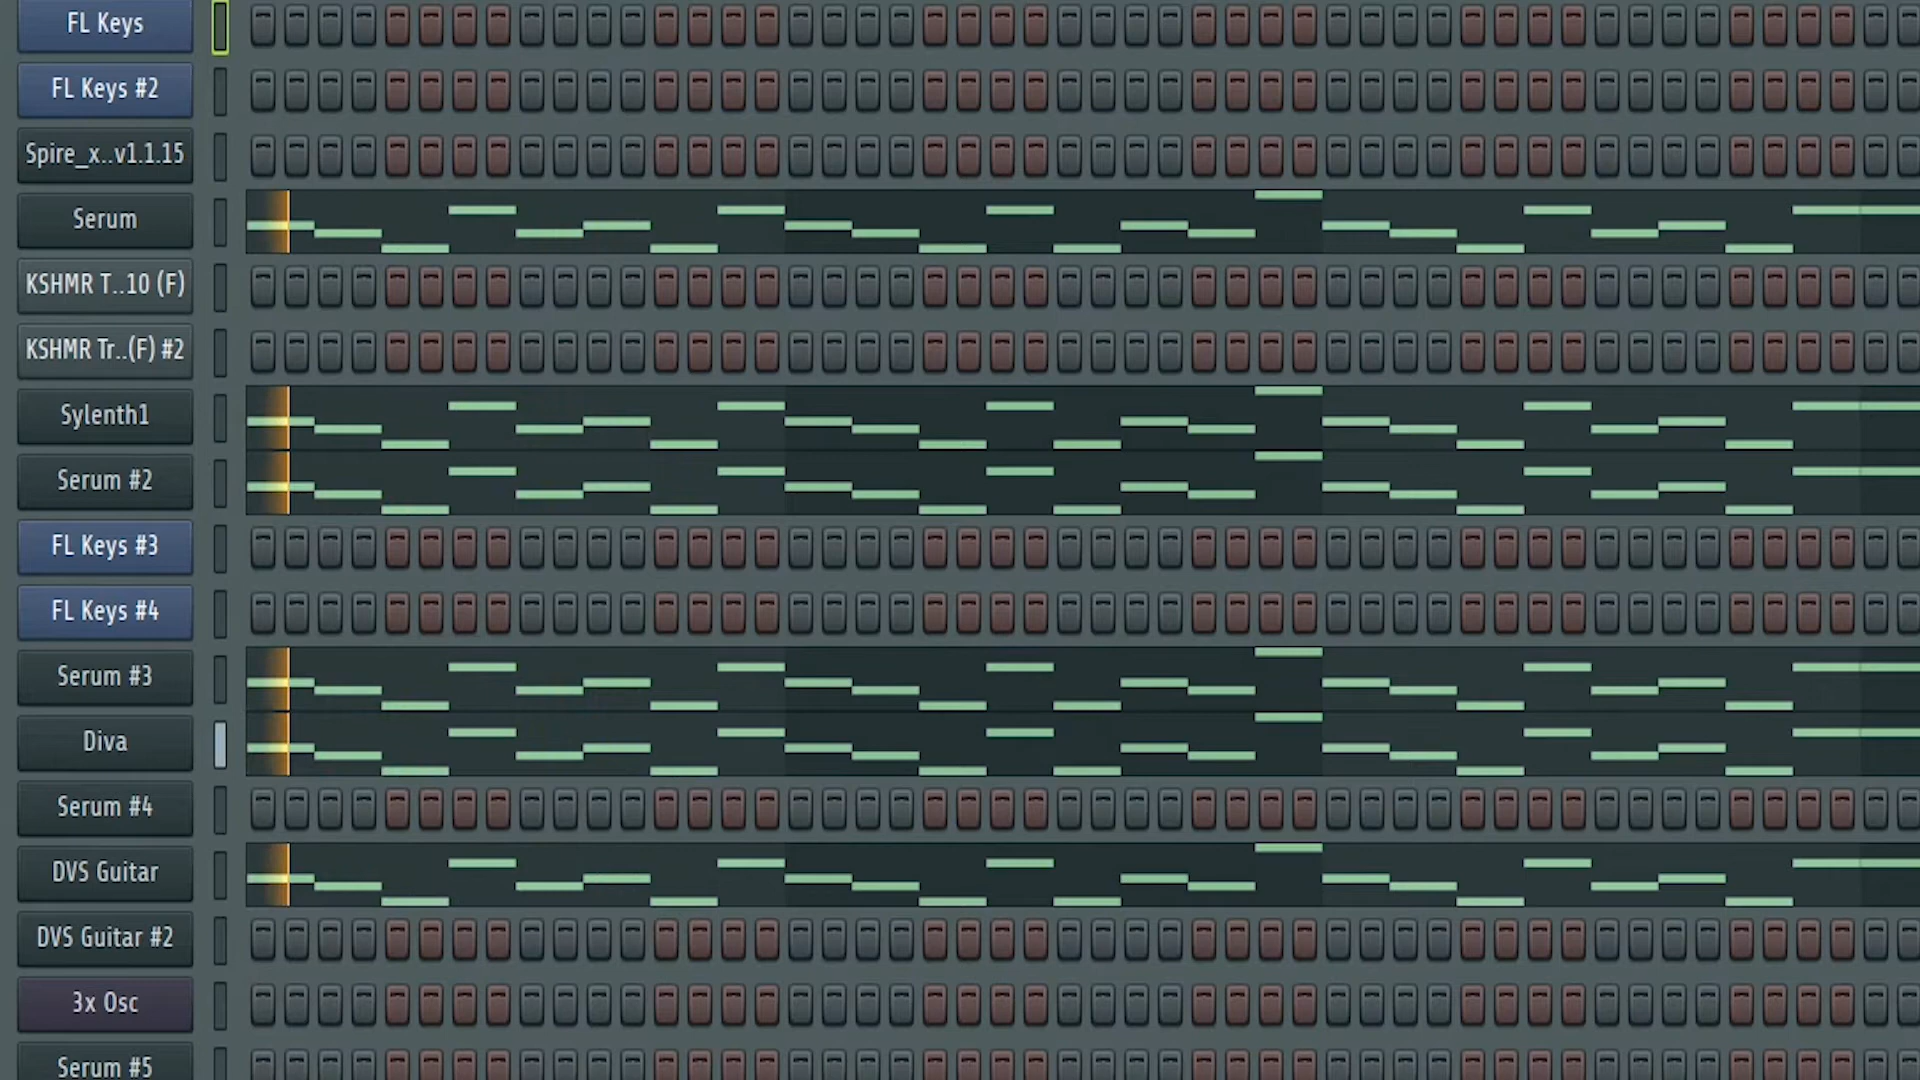 FL Keys
FL Keys #2
Spire_x..v1.1.15
Serum
KSHMR T..10 (F)
KSHMR Tr..(F) #2
Sylenth1
Serum #2
FL Keys #3
FL Keys #4
Serum #3
Diva
Serum #4
DVS Guitar
DVS Guitar #2
3x Osc
Serum #5